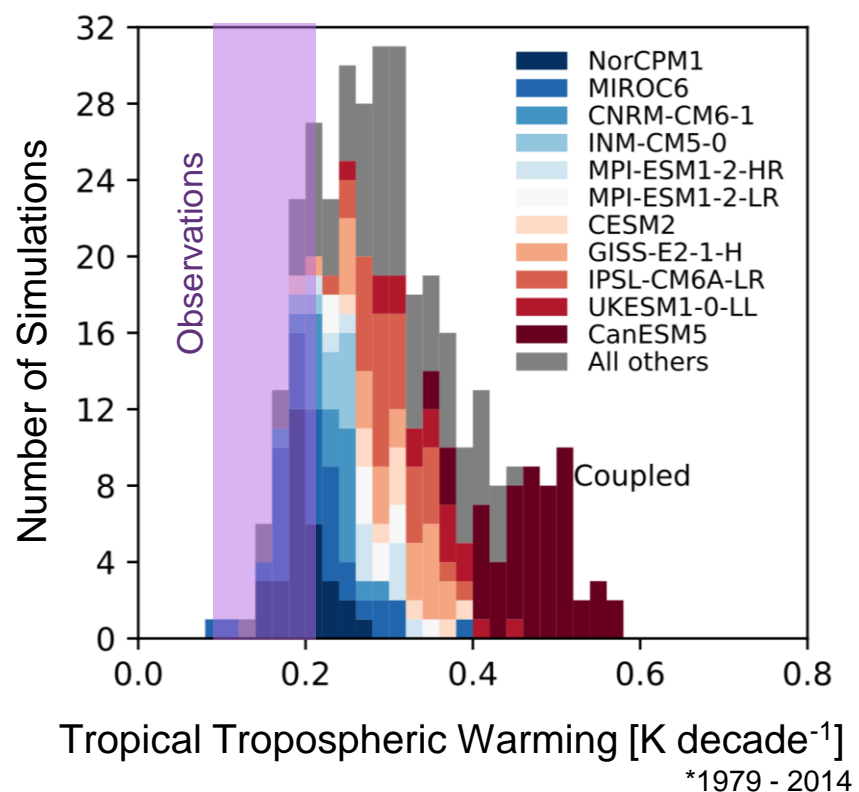 32
28
24
20
16
12
8
4
0
Number of Simulations
Observations
NorCPM1
MIROC6
CNRM-CM6-1
INM-CM5-0
MPI-ESM1-2-HR
MPI-ESM1-2-LR
CESM2
GISS-E2-1-H
IPSL-CM6A-LR
UKESM1-0-LL
CanESM5
All others
Coupled
0.0 0.2 0.4 0.6 0.8
Tropical Tropospheric Warming [K decade⁻¹]
*1979 - 2014